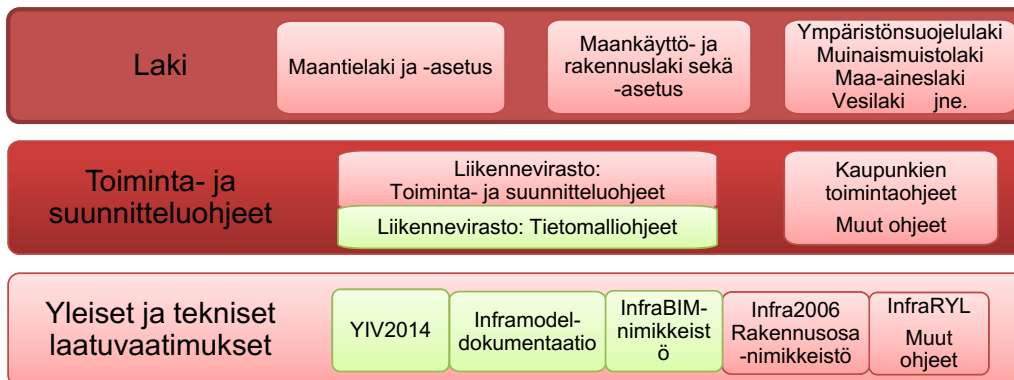 Laki
Maantielaki ja -asetus
Maankäyttö- ja
rakennuslaki sekä
-asetus
Ympäristönsuojelulaki
Muinaismuistolaki
Maa-aineslaki
Vesilaki jne.
Toiminta- ja
suunnitteluohjeet
Liikennevirasto:
Toiminta- ja suunnitteluohjeet
Liikennevirasto: Tietomalliohjeet
Kaupunkien
toimintaohjeet
Muut ohjeet
Yleiset ja tekniset
laatuvaatimukset
YIV2014
Inframodel-
dokumentaatio
InfraBIM-
nimikkeist
ö
Infra2006
Rakennusosa
-nimikkeistö
InfraRYL
Muut
ohjeet